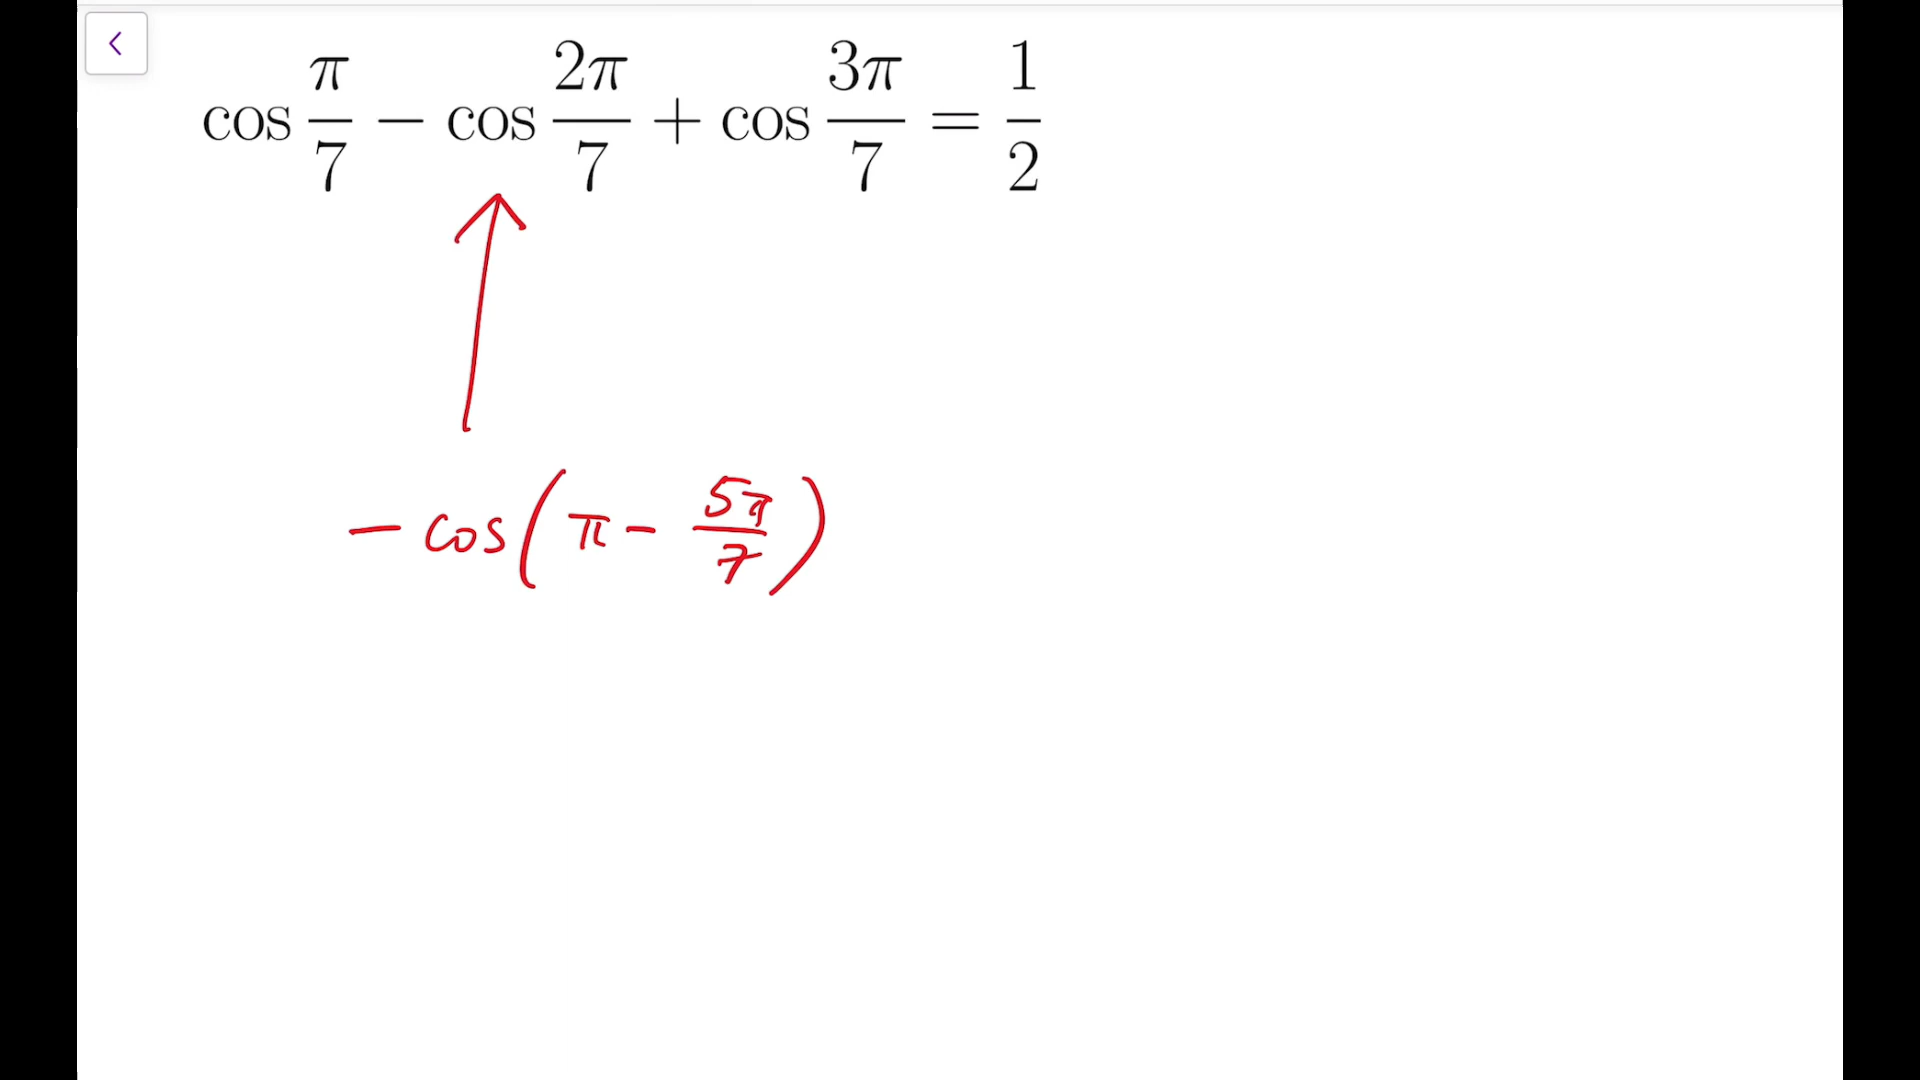 cos π/7 − cos 2π/7 + cos 3π/7 = 1/2
− cos(π − 5π/7)